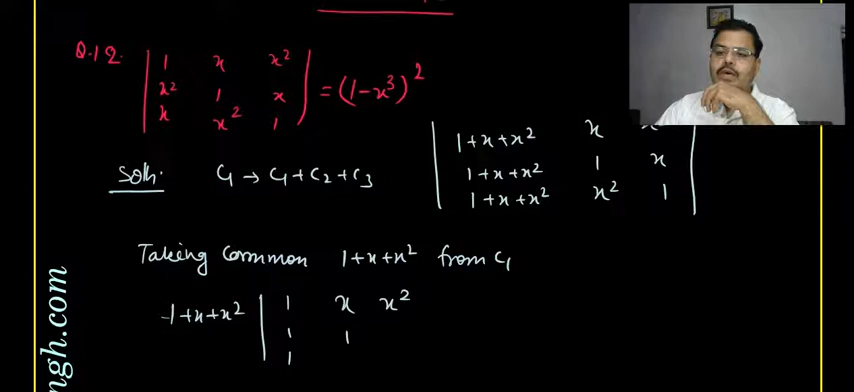 Q.12. | 1 x x² |
| x² 1 x | = (1-x³)²
| x x² 1 |
Soln. C₁ → C₁ + C₂ + C₃
| 1+x+x² x
| 1+x+x² 1 x |
| 1+x+x² x² 1 |
Taking Common 1+x+x² from C₁
1+x+x² | 1 x x²
| 1 1
| 1
ngh.com